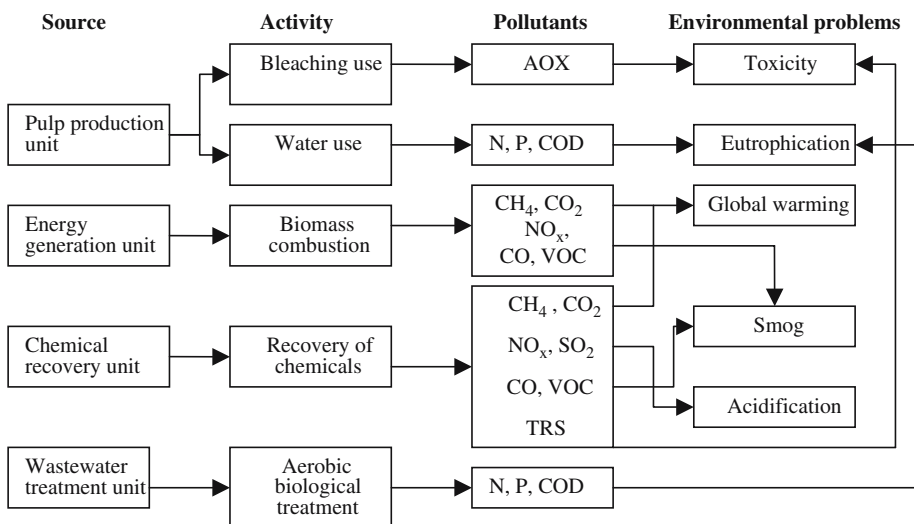 Source Activity Pollutants Environmental problems
Bleaching use
AOX
Toxicity
Pulp production
unit
Water use
N, P, COD
Eutrophication
Energy
generation unit
Biomass
combustion
CH₄, CO₂
NOₓ,
CO, VOC
Global warming
Chemical
recovery unit
Recovery of
chemicals
CH₄ , CO₂
NOₓ, SO₂
CO, VOC
TRS
Smog
Acidification
Wastewater
treatment unit
Aerobic
biological
treatment
N, P, COD